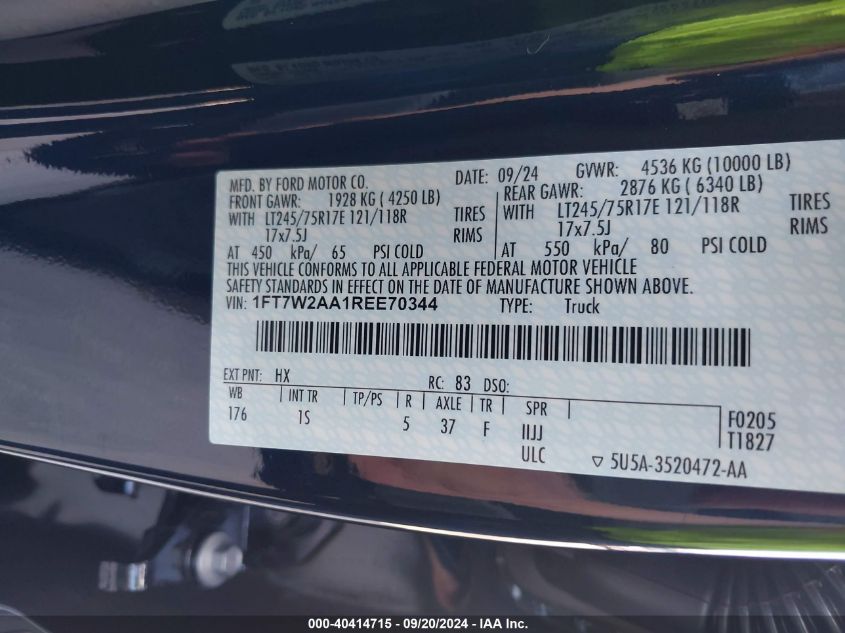 MFD. BY FORD MOTOR CO. DATE: 09/24 GVWR: 4536 KG (10000 LB)
FRONT GAWR: 1928 KG ( 4250 LB) REAR GAWR: 2876 KG ( 6340 LB)
WITH LT245/75R17E 121/118R TIRES WITH LT245/75R17E 121/118R TIRES
17x7.5J RIMS 17x7.5J RIMS
AT 450 kPa/ 65 PSI COLD AT 550 kPa/ 80 PSI COLD
THIS VEHICLE CONFORMS TO ALL APPLICABLE FEDERAL MOTOR VEHICLE
SAFETY STANDARDS IN EFFECT ON THE DATE OF MANUFACTURE SHOWN ABOVE.
VIN: 1FT7W2AA1REE70344 TYPE: Truck
EXT PNT: HX RC: 83 DSO:
WB INT TR TP/PS R AXLE TR SPR
176 1S 5 37 F IIJJ F0205
ULC T1827
▽ 5U5A-3520472-AA
000-40414715 - 09/20/2024 - IAA Inc.